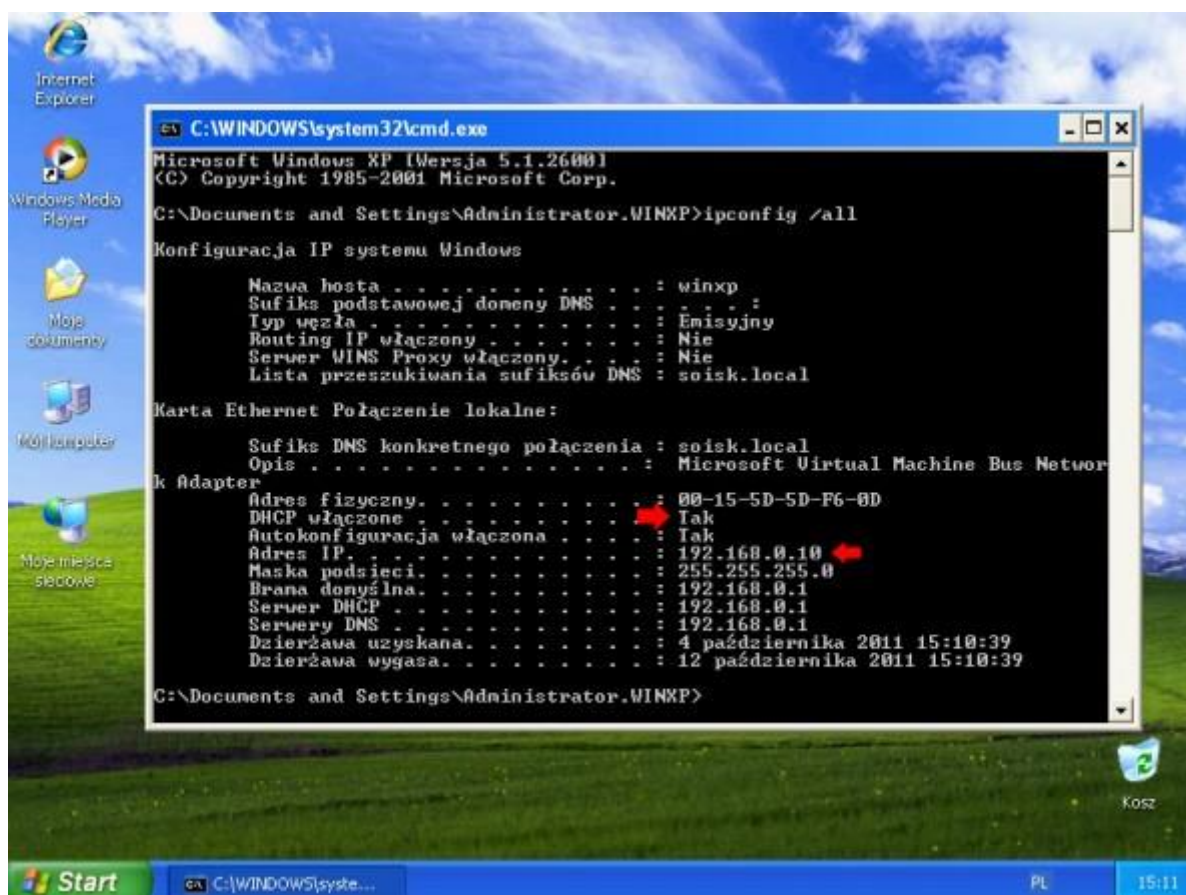 Internet
Explorer
Windows Media
Player
Moje
dokumenty
Mój komputer
Moje miejsca
sieciowe
C:\WINDOWS\system32\cmd.exe
Microsoft Windows XP [Wersja 5.1.2600]
(C) Copyright 1985-2001 Microsoft Corp.
C:\Documents and Settings\Administrator.WINXP>ipconfig /all
Konfiguracja IP systemu Windows
Nazwa hosta . . . . . . . . . . . : winxp
Sufiks podstawowej domeny DNS . . . . . . :
Typ węzła . . . . . . . . . . . . : Emisyjny
Routing IP włączony . . . . . . . : Nie
Serwer WINS Proxy włączony. . . . : Nie
Lista przeszukiwania sufiksów DNS : soisk.local
Karta Ethernet Połączenie lokalne:
Sufiks DNS konkretnego połączenia : soisk.local
Opis . . . . . . . . . . . . . . . : Microsoft Virtual Machine Bus Networ
k Adapter
Adres fizyczny. . . . . . . . . . : 00-15-5D-5D-F6-0D
DHCP włączone . . . . . . . . . . Tak
Autokonfiguracja włączona . . . . : Tak
Adres IP. . . . . . . . . . . . . : 192.168.0.10
Maska podsieci. . . . . . . . . . : 255.255.255.0
Brama domyślna. . . . . . . . . . : 192.168.0.1
Serwer DHCP . . . . . . . . . . . : 192.168.0.1
Serwery DNS . . . . . . . . . . . : 192.168.0.1
Dzierżawa uzyskana. . . . . . . . : 4 października 2011 15:10:39
Dzierżawa wygasa. . . . . . . . . : 12 października 2011 15:10:39
C:\Documents and Settings\Administrator.WINXP>
Kosz
Start
C:\WINDOWS\syste...
PL
15:11